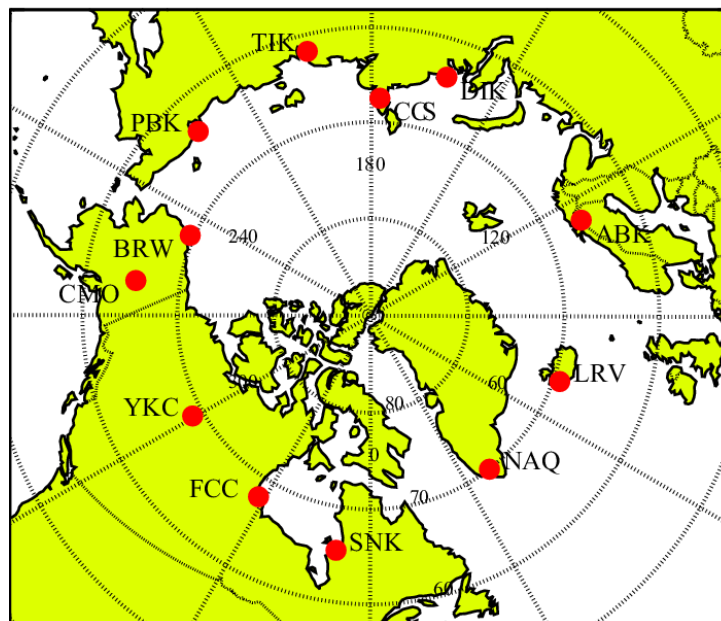 TIK
DIK
CCS
PBK
180
BRW
240
120
ABK
CMO
300
60
LRV
YKC
80
0
NAQ
FCC
70
SNK
60